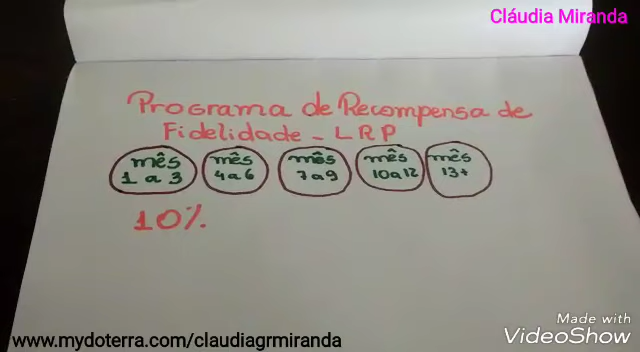 Cláudia Miranda
Programa de Recompensa de
Fidelidade - LRP
mês mês mês mês mês
1 a 3 4 a 6 7 a 9 10 a 12 13+
10%
Made with
VideoShow
www.mydoterra.com/claudiagrmiranda